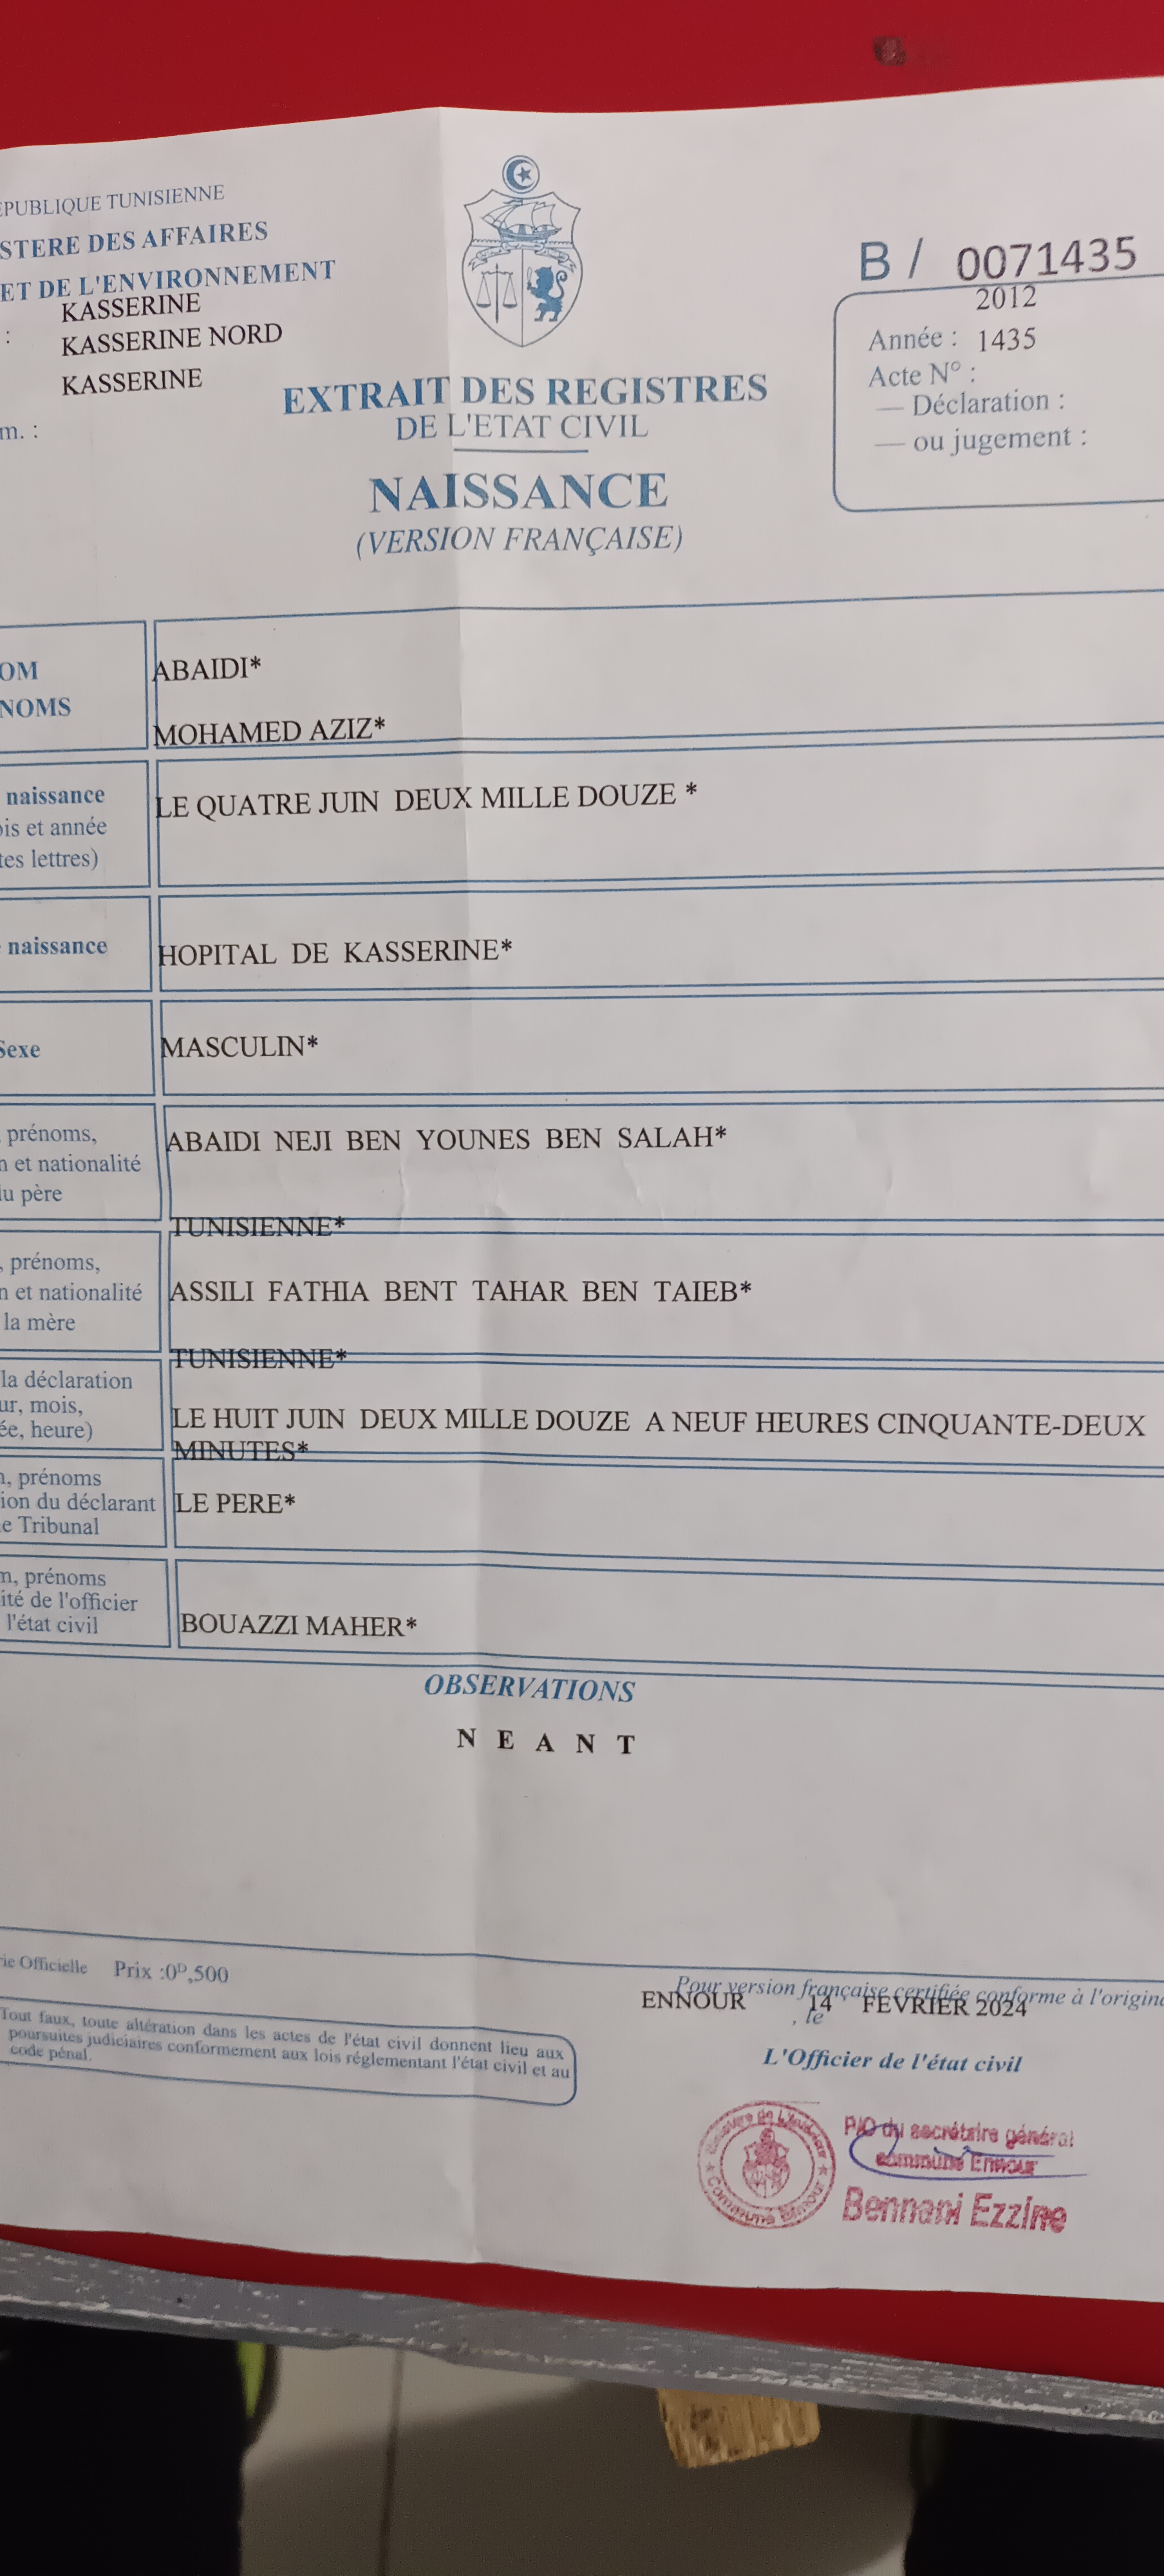 EPUBLIQUE TUNISIENNE
STERE DES AFFAIRES
ET DE L'ENVIRONNEMENT
KASSERINE
: KASSERINE NORD
KASSERINE
m. :
B / 0071435
2012
Année : 1435
Acte N° :
— Déclaration :
— ou jugement :
EXTRAIT DES REGISTRES
DE L'ETAT CIVIL
NAISSANCE
(VERSION FRANÇAISE)
OM
NOMS
ABAIDI*
MOHAMED AZIZ*
naissance
ois et année
tes lettres)
LE QUATRE JUIN DEUX MILLE DOUZE *
naissance
HOPITAL DE KASSERINE*
Sexe
MASCULIN*
prénoms,
n et nationalité
du père
ABAIDI NEJI BEN YOUNES BEN SALAH*
TUNISIENNE*
, prénoms,
n et nationalité
la mère
ASSILI FATHIA BENT TAHAR BEN TAIEB*
TUNISIENNE*
la déclaration
ur, mois,
ée, heure)
LE HUIT JUIN DEUX MILLE DOUZE A NEUF HEURES CINQUANTE-DEUX
MINUTES*
, prénoms
ion du déclarant
e Tribunal
LE PERE*
m, prénoms
ité de l'officier
l'état civil
BOUAZZI MAHER*
OBSERVATIONS
N E A N T
rie Officielle Prix :0ᴰ,500
Tout faux, toute altération dans les actes de l'état civil donnent lieu aux
poursuites judiciaires conformement aux lois réglementant l'état civil et au
code pénal.
Pour version française certifiée conforme à l'origine
ENNOUR , le 14 FEVRIER 2024
L'Officier de l'état civil
P/O du secrétaire général
commune Ennour
Bennani Ezzine
Commune Ennour